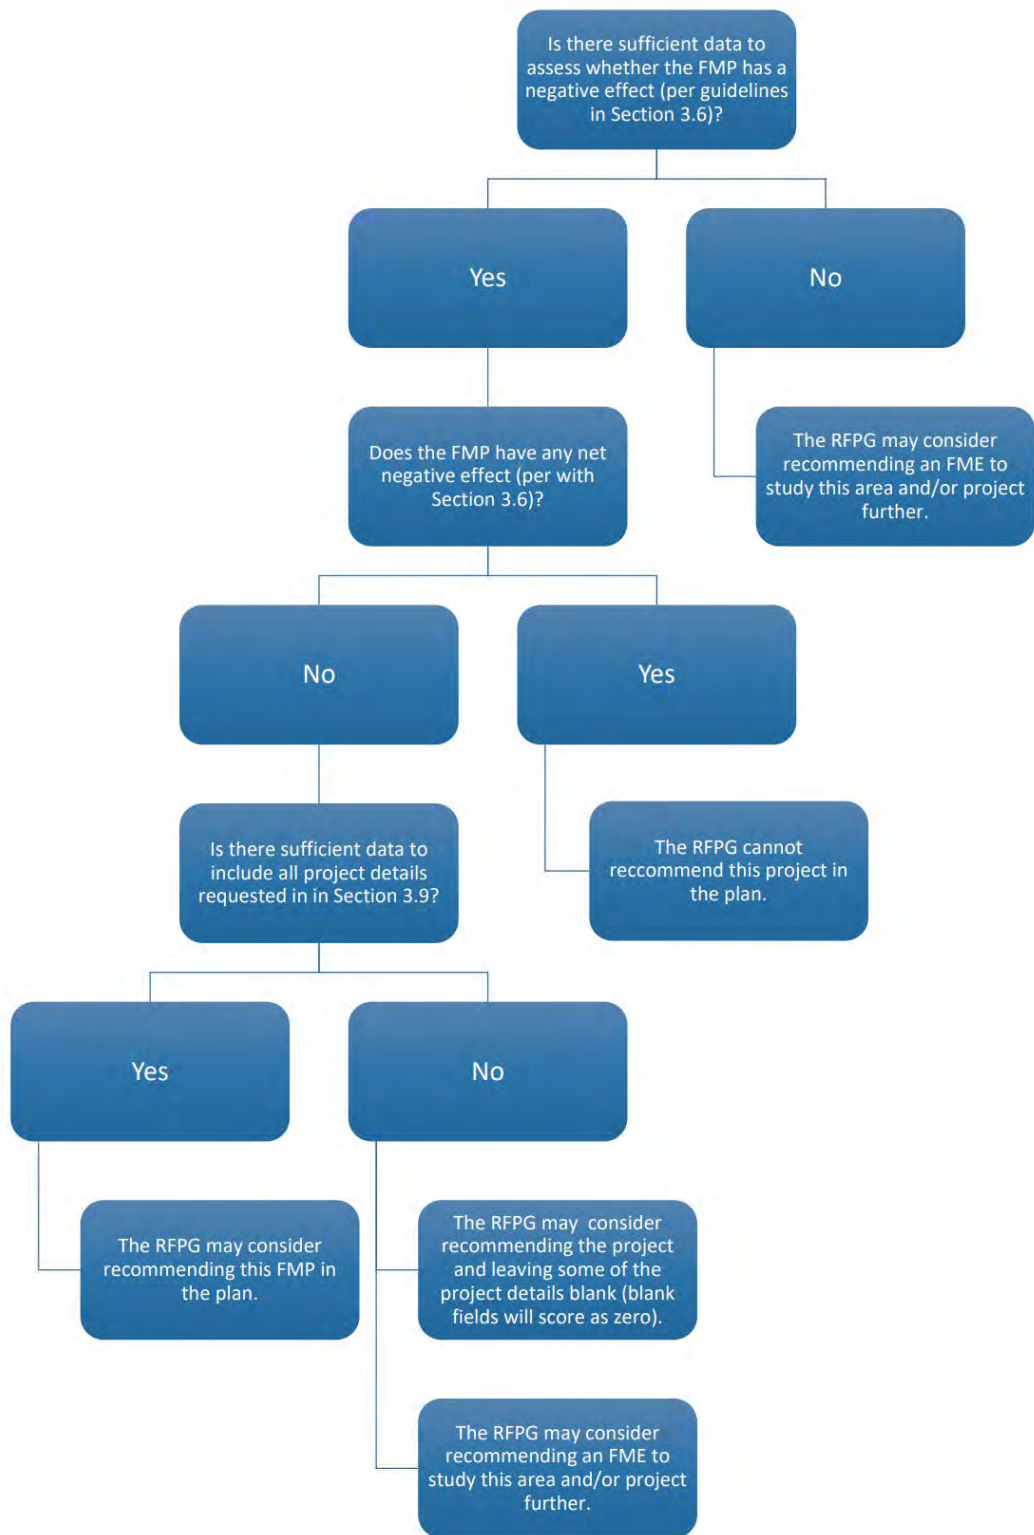 Is there sufficient data to
assess whether the FMP has a
negative effect (per guidelines
in Section 3.6)?
Yes
No
Does the FMP have any net
negative effect (per with
Section 3.6)?
The RFPG may consider
recommending an FME to
study this area and/or project
further.
No
Yes
Is there sufficient data to
include all project details
requested in in Section 3.9?
The RFPG cannot
reccommend this project in
the plan.
Yes
No
The RFPG may consider
recommending this FMP in
the plan.
The RFPG may  consider
recommending the project
and leaving some of the
project details blank (blank
fields will score as zero).
The RFPG may consider
recommending an FME to
study this area and/or project
further.